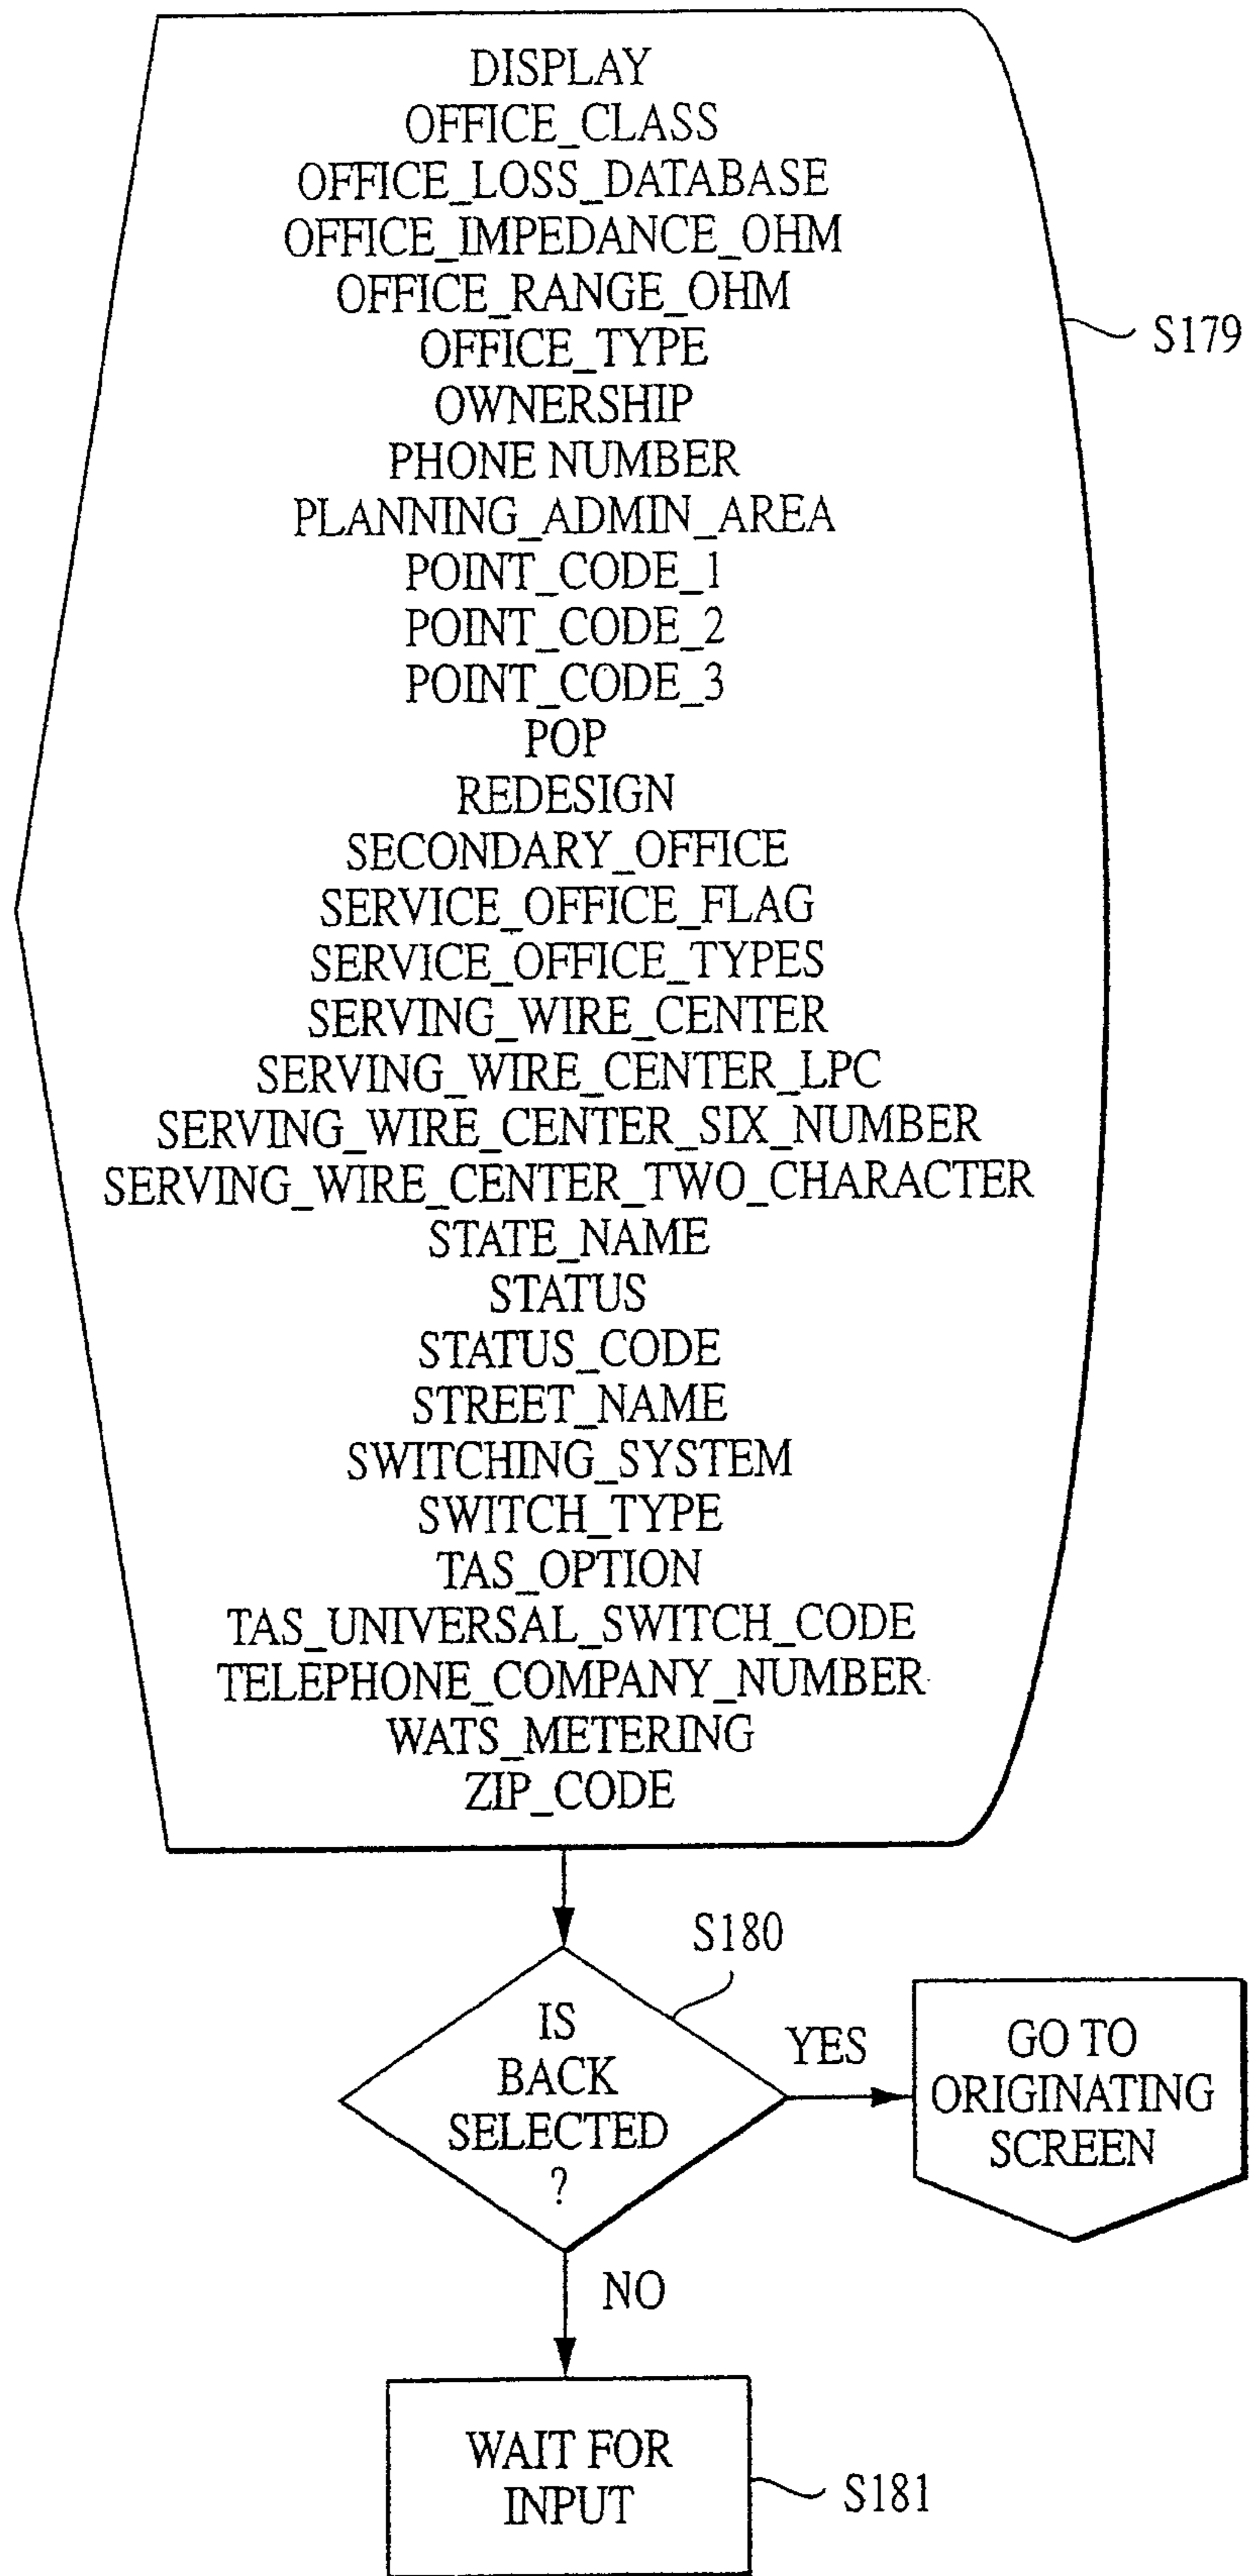 DISPLAY
OFFICE_CLASS
OFFICE_LOSS_DATABASE
OFFICE_IMPEDANCE_OHM
OFFICE_RANGE_OHM
S179
OFFICE_TYPE
OWNERSHIP
PHONE NUMBER
PLANNING_ADMIN_AREA
POINT_CODE_1
POINT_CODE_2
POINT_CODE_3
POP
REDESIGN
SECONDARY_OFFICE
SERVICE_OFFICE_FLAG
SERVICE_OFFICE_TYPES
SERVING_WIRE_CENTER
SERVING_WIRE_CENTER_LPC
SERVING_WIRE_CENTER_SIX_NUMBER
SERVING_WIRE_CENTER_TWO_CHARACTER
STATE_NAME
STATUS
STATUS_CODE
STREET_NAME
SWITCHING_SYSTEM
SWITCH_TYPE
TAS_OPTION
TAS_UNIVERSAL_SWITCH_CODE
TELEPHONE_COMPANY_NUMBER
WATS_METERING
ZIP_CODE
S180
IS
BACK
SELECTED
?
YES
GO TO
ORIGINATING
SCREEN
NO
WAIT FOR
INPUT
S181